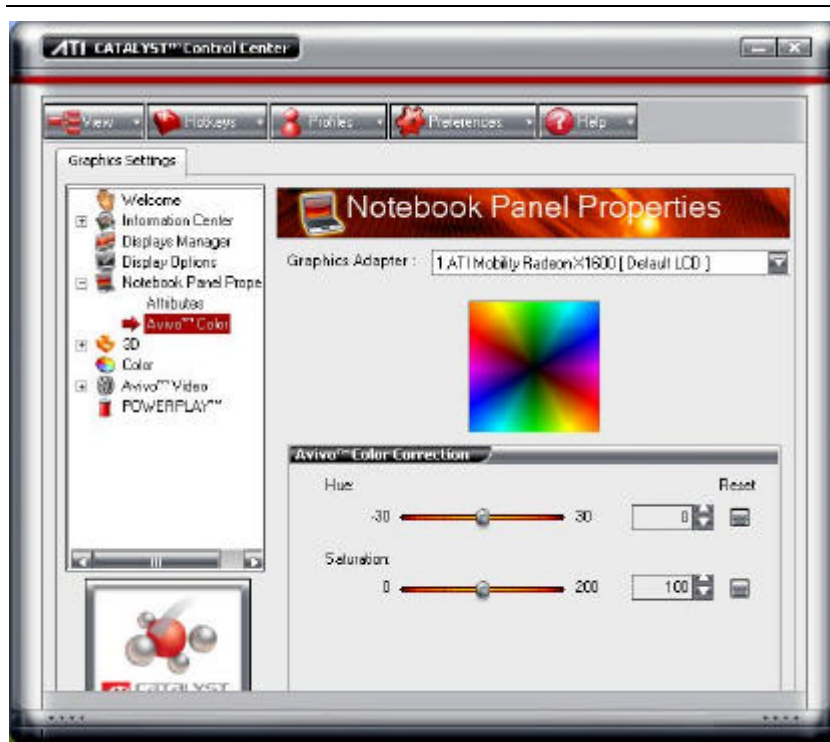 ATI CATALYST™ Control Center
View Hotkeys Profiles Preferences Help
Graphics Settings
Welcome
Information Center
Displays Manager
Display Options
Notebook Panel Prope
Attributes
Avivo™ Color
3D
Color
Avivo™ Video
POWERPLAY™
Notebook Panel Properties
Graphics Adapter : 1.ATI Mobility Radeon X1600 [ Default LCD ]
Avivo™ Color Correction
Hue: Reset
-30 30 0
Saturation:
0 200 100
ATI CATALYST